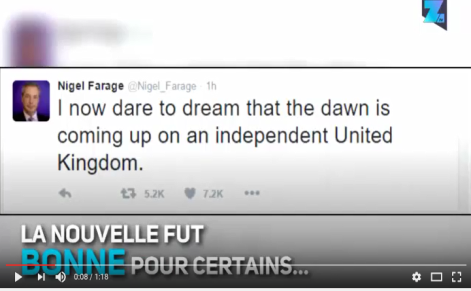 Nigel Farage @Nigel_Farage · 1h
I now dare to dream that the dawn is
coming up on an independent United
Kingdom.
5.2K 7.2K •••
LA NOUVELLE FUT
BONNE POUR CERTAINS...
0:08 / 1:18